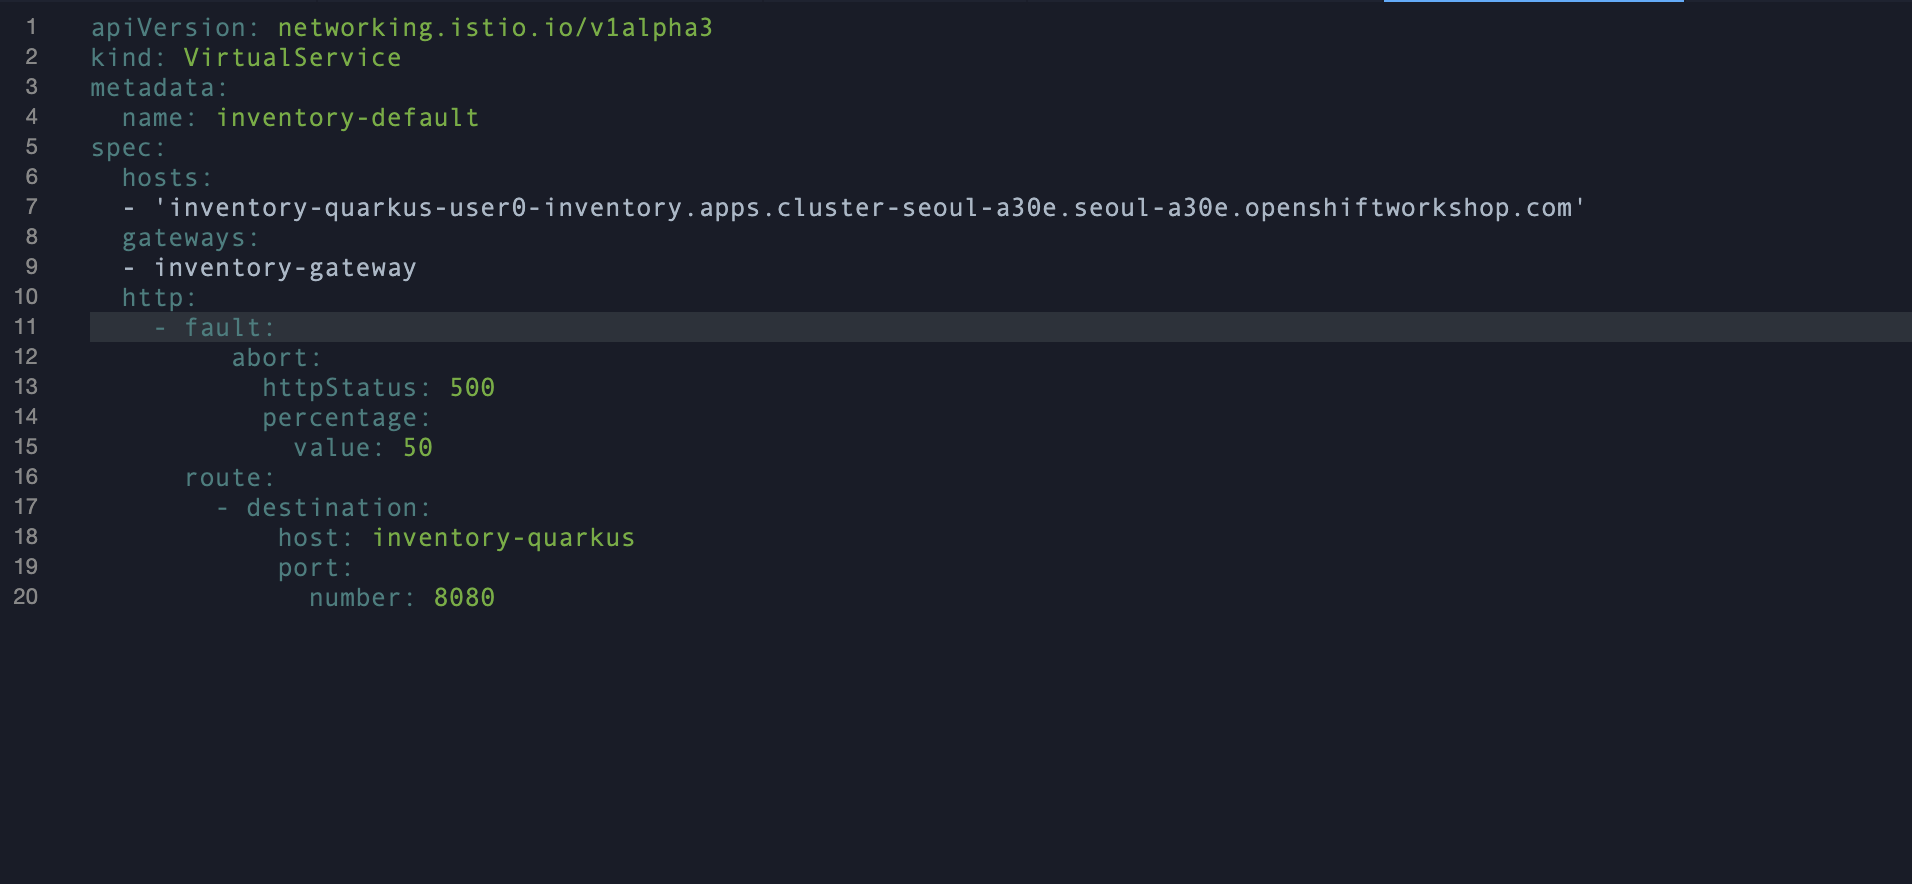 1 apiVersion: networking.istio.io/v1alpha3
2 kind: VirtualService
3 metadata:
4   name: inventory-default
5 spec:
6   hosts:
7   - 'inventory-quarkus-user0-inventory.apps.cluster-seoul-a30e.seoul-a30e.openshiftworkshop.com'
8   gateways:
9   - inventory-gateway
10   http:
11     - fault:
12          abort:
13            httpStatus: 500
14            percentage:
15              value: 50
16       route:
17         - destination:
18             host: inventory-quarkus
19             port:
20               number: 8080